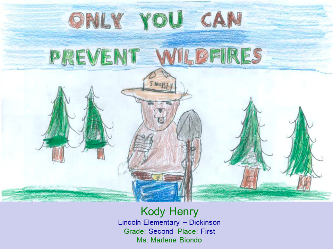 ONLY YOU CAN
PREVENT WILDFIRES
Kody Henry
Lincoln Elementary – Dickinson
Grade: Second Place: First
Ms. Marlene Biondo